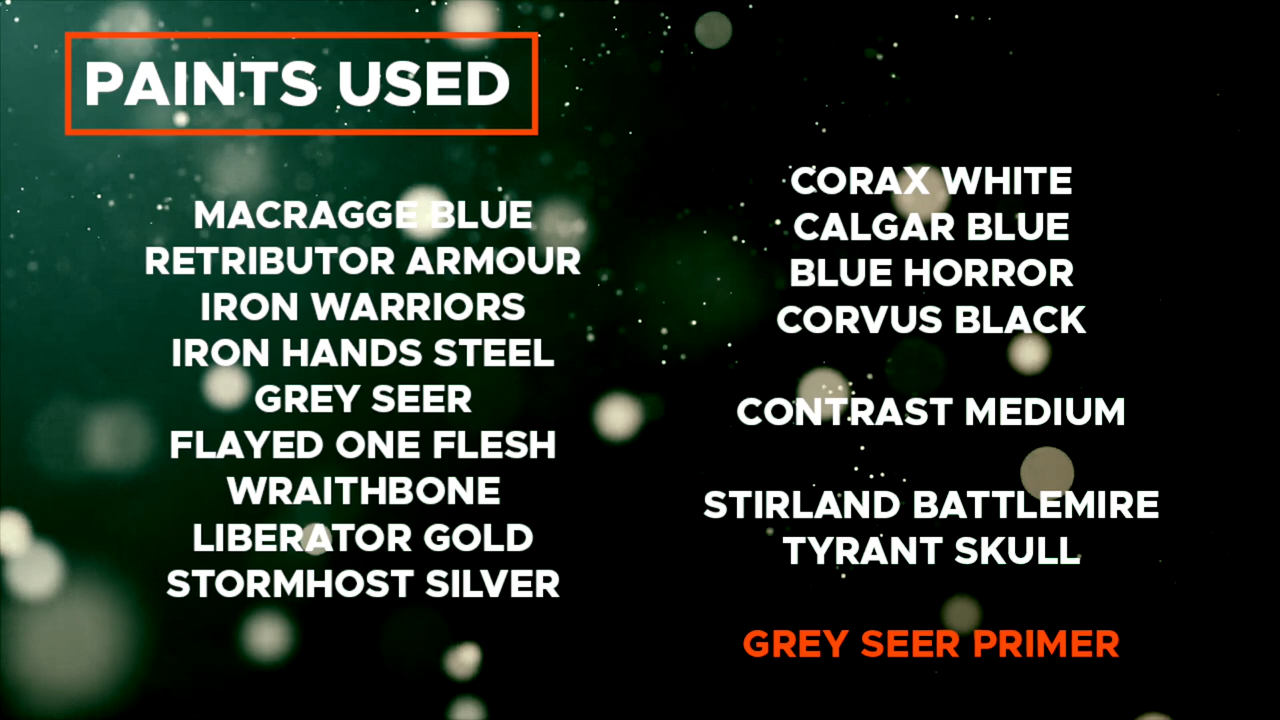 PAINTS USED
MACRAGGE BLUE
RETRIBUTOR ARMOUR
IRON WARRIORS
IRON HANDS STEEL
GREY SEER
FLAYED ONE FLESH
WRAITHBONE
LIBERATOR GOLD
STORMHOST SILVER
CORAX WHITE
CALGAR BLUE
BLUE HORROR
CORVUS BLACK
CONTRAST MEDIUM
STIRLAND BATTLEMIRE
TYRANT SKULL
GREY SEER PRIMER